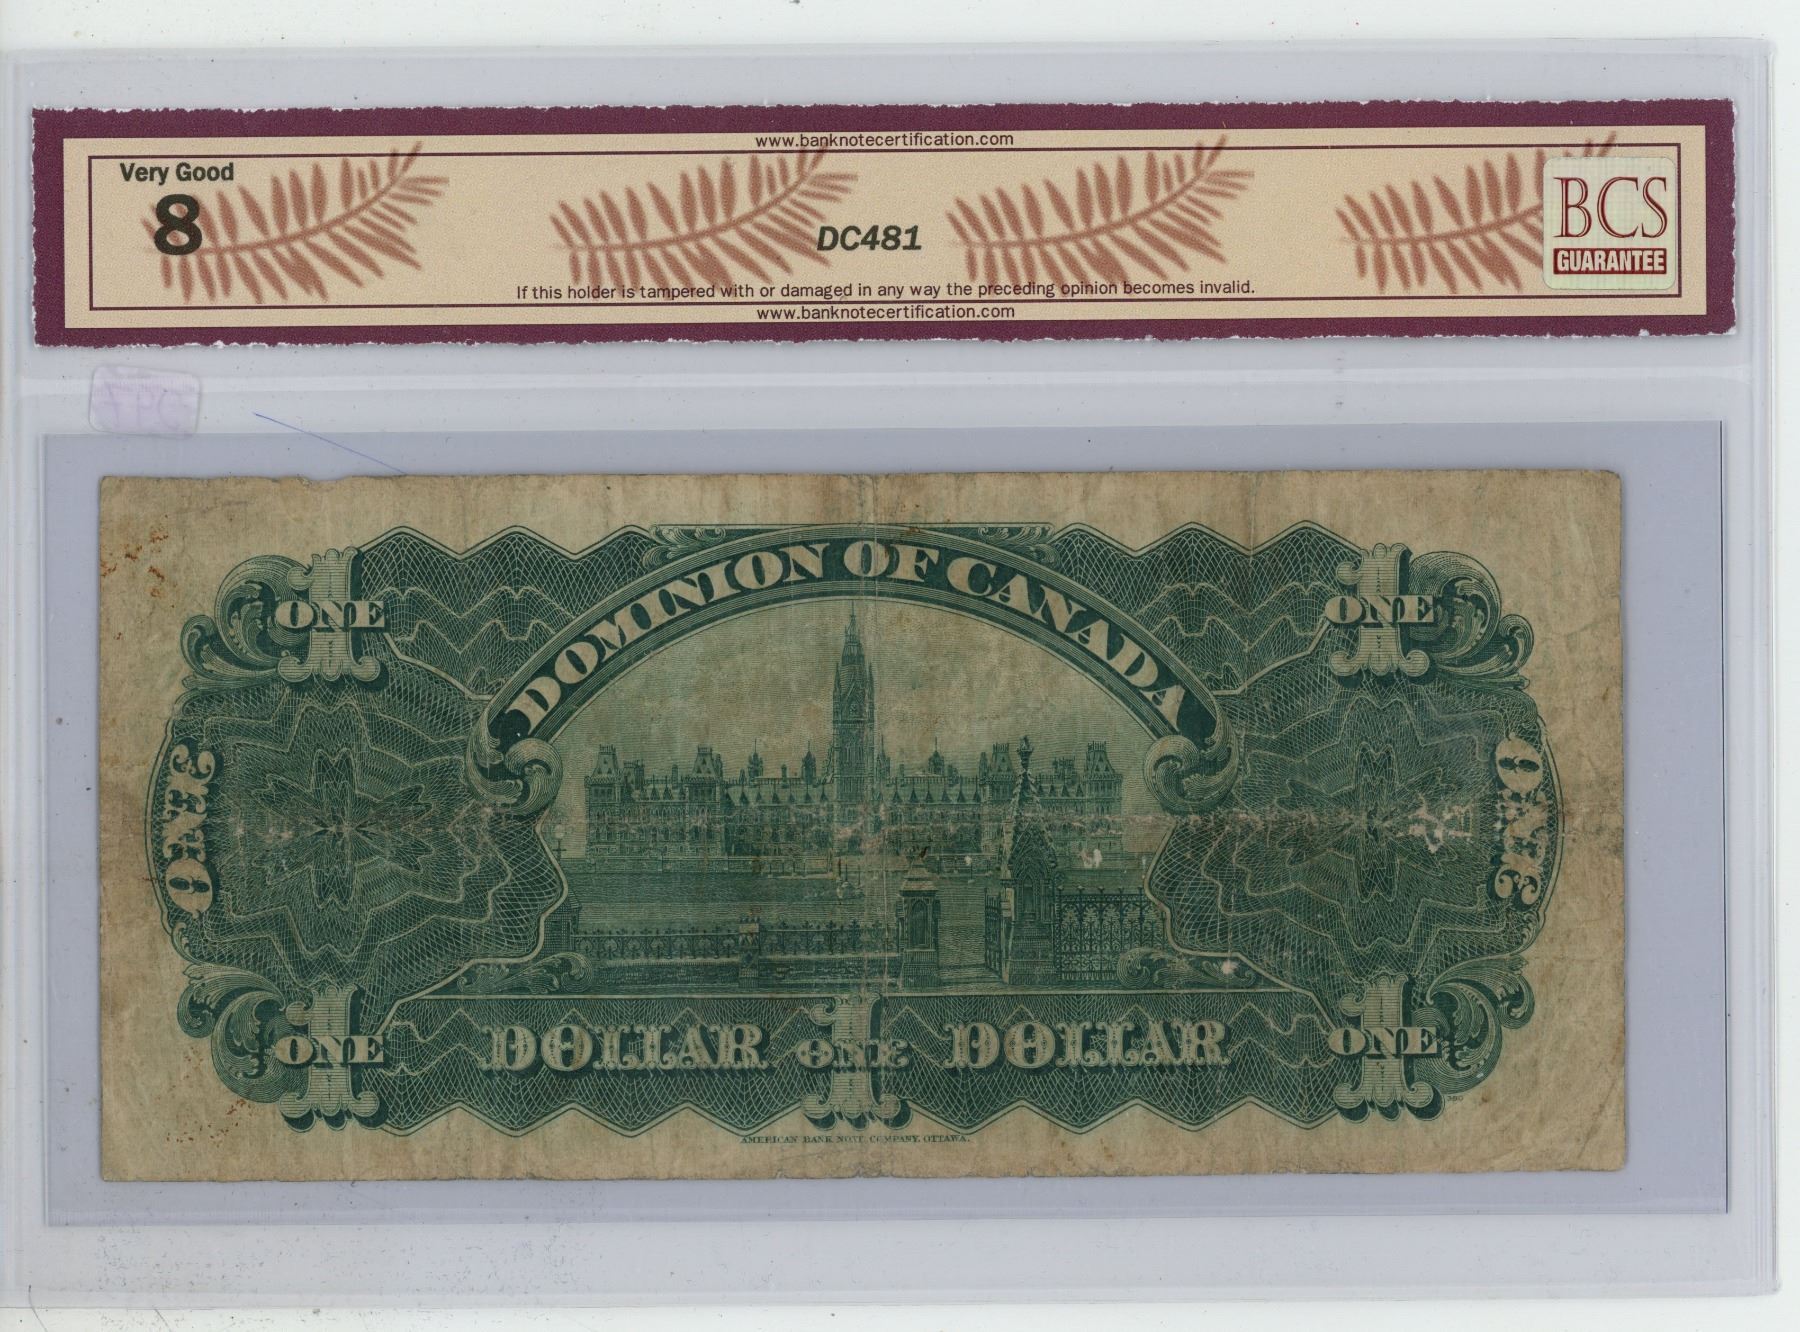 www.banknotecertification.com
Very Good
8
DC481
BCS
GUARANTEE
If this holder is tampered with or damaged in any way the preceding opinion becomes invalid.
www.banknotecertification.com
DOMINION OF CANADA
ONE
ONE
ONE
ONE
ONE
ONE
DOLLAR ONE DOLLAR
1
AMERICAN BANK NOTE COMPANY, OTTAWA.